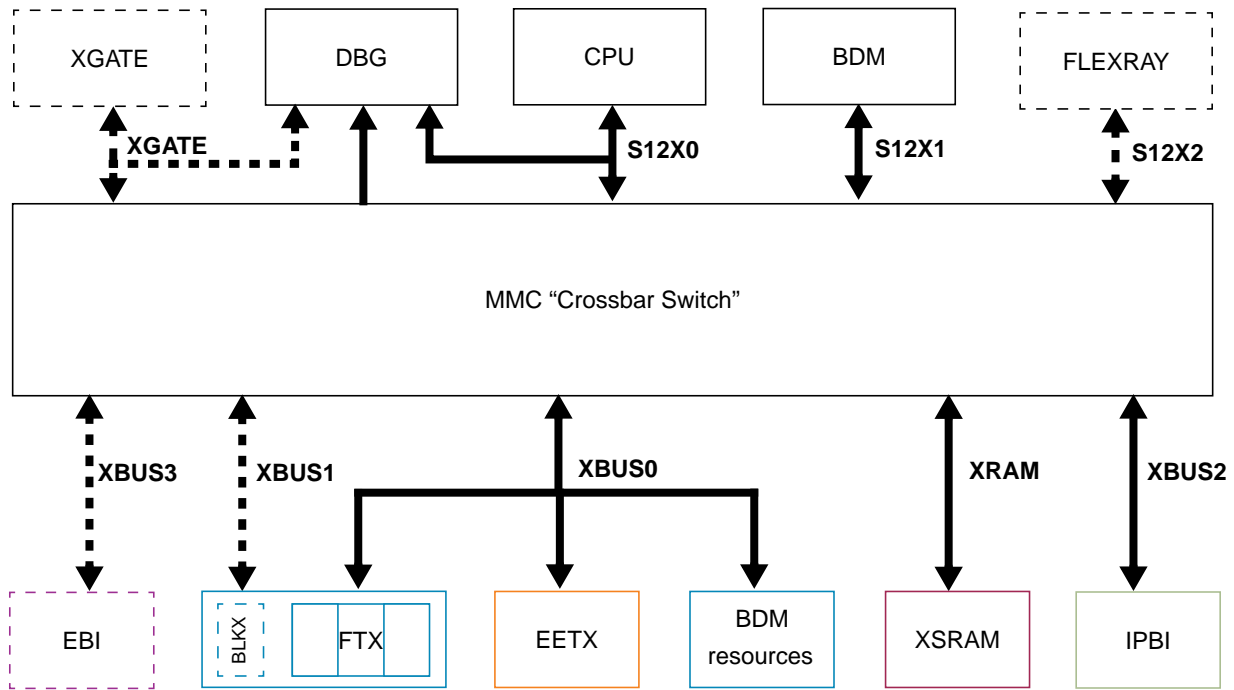 XGATE
DBG
CPU
BDM
FLEXRAY
XGATE
S12X0
S12X1
S12X2
MMC “Crossbar Switch”
XBUS3
XBUS1
XBUS0
XRAM
XBUS2
EBI
BLKX
FTX
EETX
BDM
resources
XSRAM
IPBI